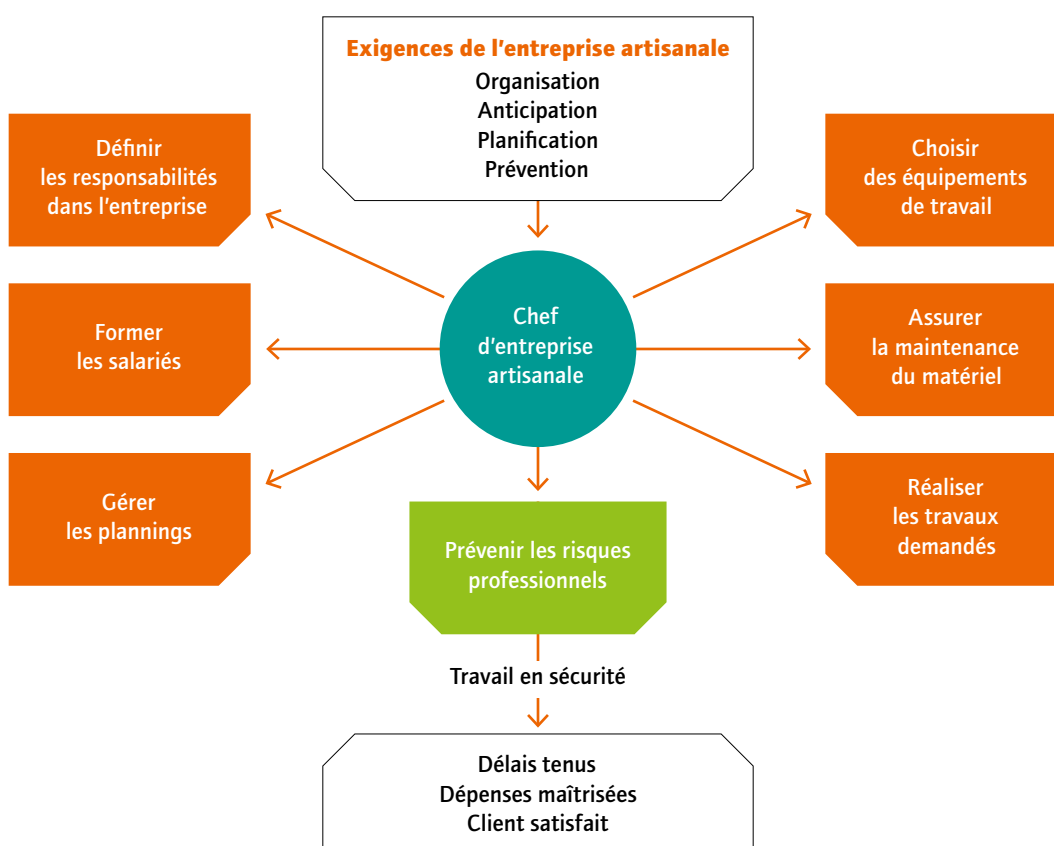 Exigences de l'entreprise artisanale
Organisation
Anticipation
Planification
Prévention
Définir
les responsabilités
dans l'entreprise
Choisir
des équipements
de travail
Former
les salariés
Chef
d'entreprise
artisanale
Assurer
la maintenance
du matériel
Gérer
les plannings
Prévenir les risques
professionnels
Réaliser
les travaux
demandés
Travail en sécurité
Délais tenus
Dépenses maîtrisées
Client satisfait